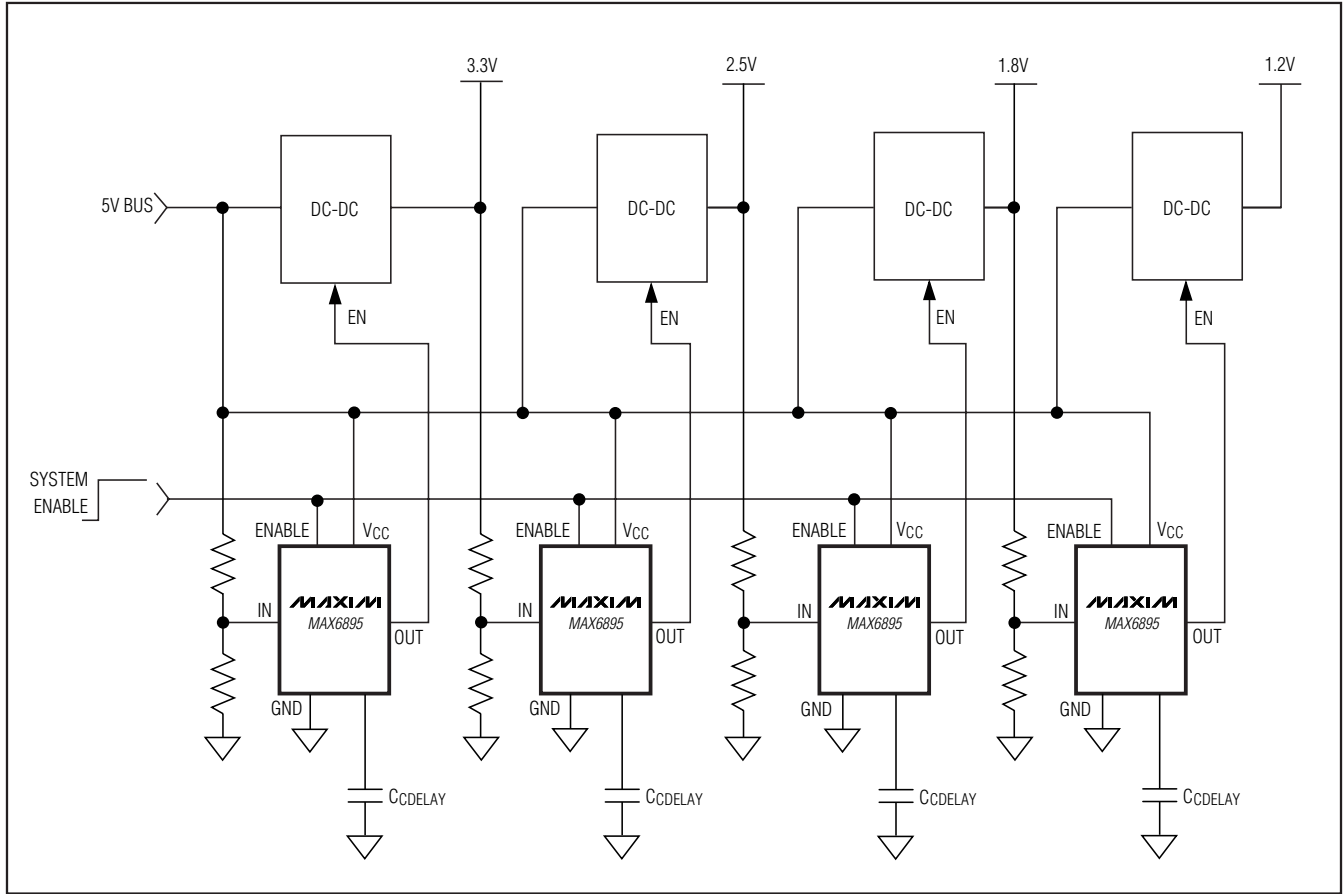 3.3V
2.5V
1.8V
1.2V
5V BUS
DC-DC
DC-DC
DC-DC
DC-DC
EN
EN
EN
EN
SYSTEM
ENABLE
ENABLE
VCC
ENABLE
VCC
ENABLE
VCC
ENABLE
VCC
IN
MAXIM
MAX6895
OUT
IN
MAXIM
MAX6895
OUT
IN
MAXIM
MAX6895
OUT
IN
MAXIM
MAX6895
OUT
GND
GND
GND
GND
CCDELAY
CCDELAY
CCDELAY
CCDELAY